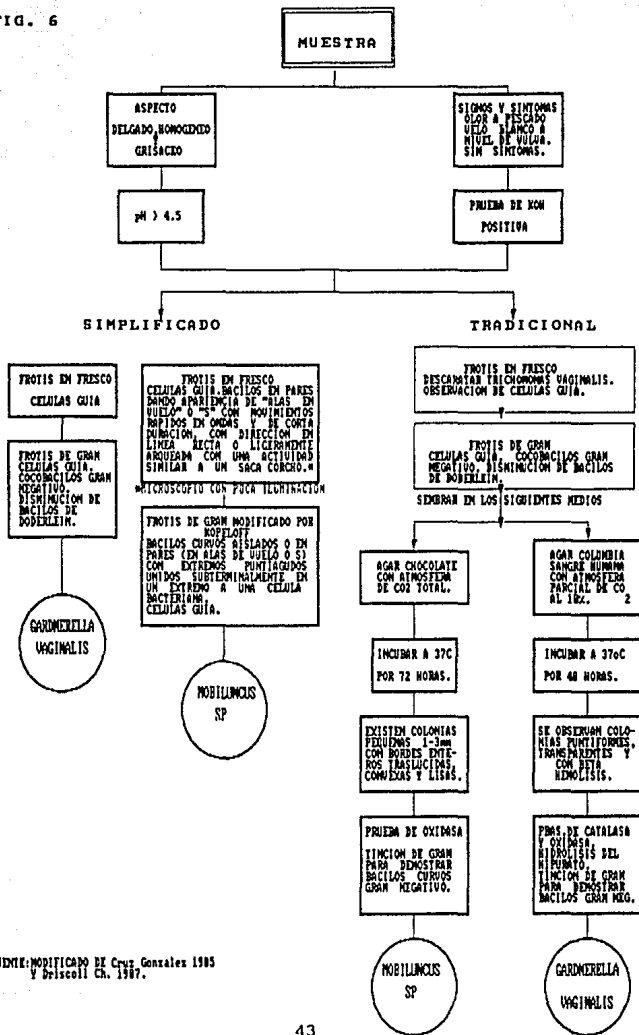 FIG. 6
MUESTRA
ASPECTO
DELGADO, HOMOGENEO
Y
GRISACEO
SIGNOS Y SINTOMAS
OLOR A PESCADO
VELO BLANCO A
NIVEL DE VULVA.
SIN SINTOMAS.
pH > 4.5
PRUEBA DE KOH
POSITIVA
SIMPLIFICADO
TRADICIONAL
FROTIS EN FRESCO
CELULAS GUIA
FROTIS DE GRAM
CELULAS GUIA.
COCOBACILOS GRAM
NEGATIVO.
DISMINUCION DE
BACILOS DE
DODERLEIN.
GARDNERELLA
VAGINALIS
FROTIS EN FRESCO
CELULAS GUIA.BACILOS EN PARES
DANDO APARIENCIA DE "ALAS EN
VUELO" O "S" CON MOVIMIENTOS
RAPIDOS EN ONDAS Y DE CORTA
DURACION, CON DIRECCION EN
LINEA RECTA O LIGERAMENTE
ARQUEADA CON UNA ACTIVIDAD
SIMILAR A UN SACA CORCHO.*
*MICROSCOPIO CON POCA ILUMINACION
FROTIS DE GRAM MODIFICADO POR
KOPELOFF
BACILOS CURVOS AISLADOS O EN
PARES (EN ALAS DE VUELO O S)
CON EXTREMOS PUNTIAGUDOS
UNIDOS SUBTERMINALMENTE EN
UN EXTREMO A UNA CELULA
BACTERIANA.
CELULAS GUIA.
MOBILUNCUS
SP
FROTIS EN FRESCO
DESCARATAR TRICHOMONAS VAGINALIS.
OBSERVACION DE CELULAS GUIA.
FROTIS DE GRAM
CELULAS GUIA. COCOBACILOS GRAM
NEGATIVO. DISMINUCION DE BACILOS
DE DODERLEIN.
SEMBRAR EN LOS SIGUIENTES MEDIOS
AGAR CHOCOLATE
CON ATMOSFERA
DE CO2 TOTAL.
INCUBAR A 37C
POR 72 HORAS.
EXISTEN COLONIAS
PEQUEÑAS 1-3mm
CON BORDES ENTE-
ROS TRASLUCIDAS,
CONVEXAS Y LISAS.
PRUEBA DE OXIDASA
TINCION DE GRAM
PARA DEMOSTRAR
BACILOS CURVOS
GRAM NEGATIVO.
MOBILUNCUS
SP
AGAR COLUMBIA
SANGRE HUMANA
CON ATMOSFERA
PARCIAL DE CO
AL 10%. 2
INCUBAR A 37oC
POR 48 HORAS.
SE OBSERVAN COLO-
NIAS PUNTIFORMES,
TRANSPARENTES Y
CON BETA
HEMOLISIS.
PBAS.DE CATALASA
Y OXIDASA,
HIDROLISIS DEL
HIPURATO.
TINCION DE GRAM
PARA DEMOSTRAR
BACILOS GRAM NEG.
GARDNERELLA
VAGINALIS
UENTE:MODIFICADO DE Cruz Gonzalez 1985
Y Driscoll Ch. 1987.
43